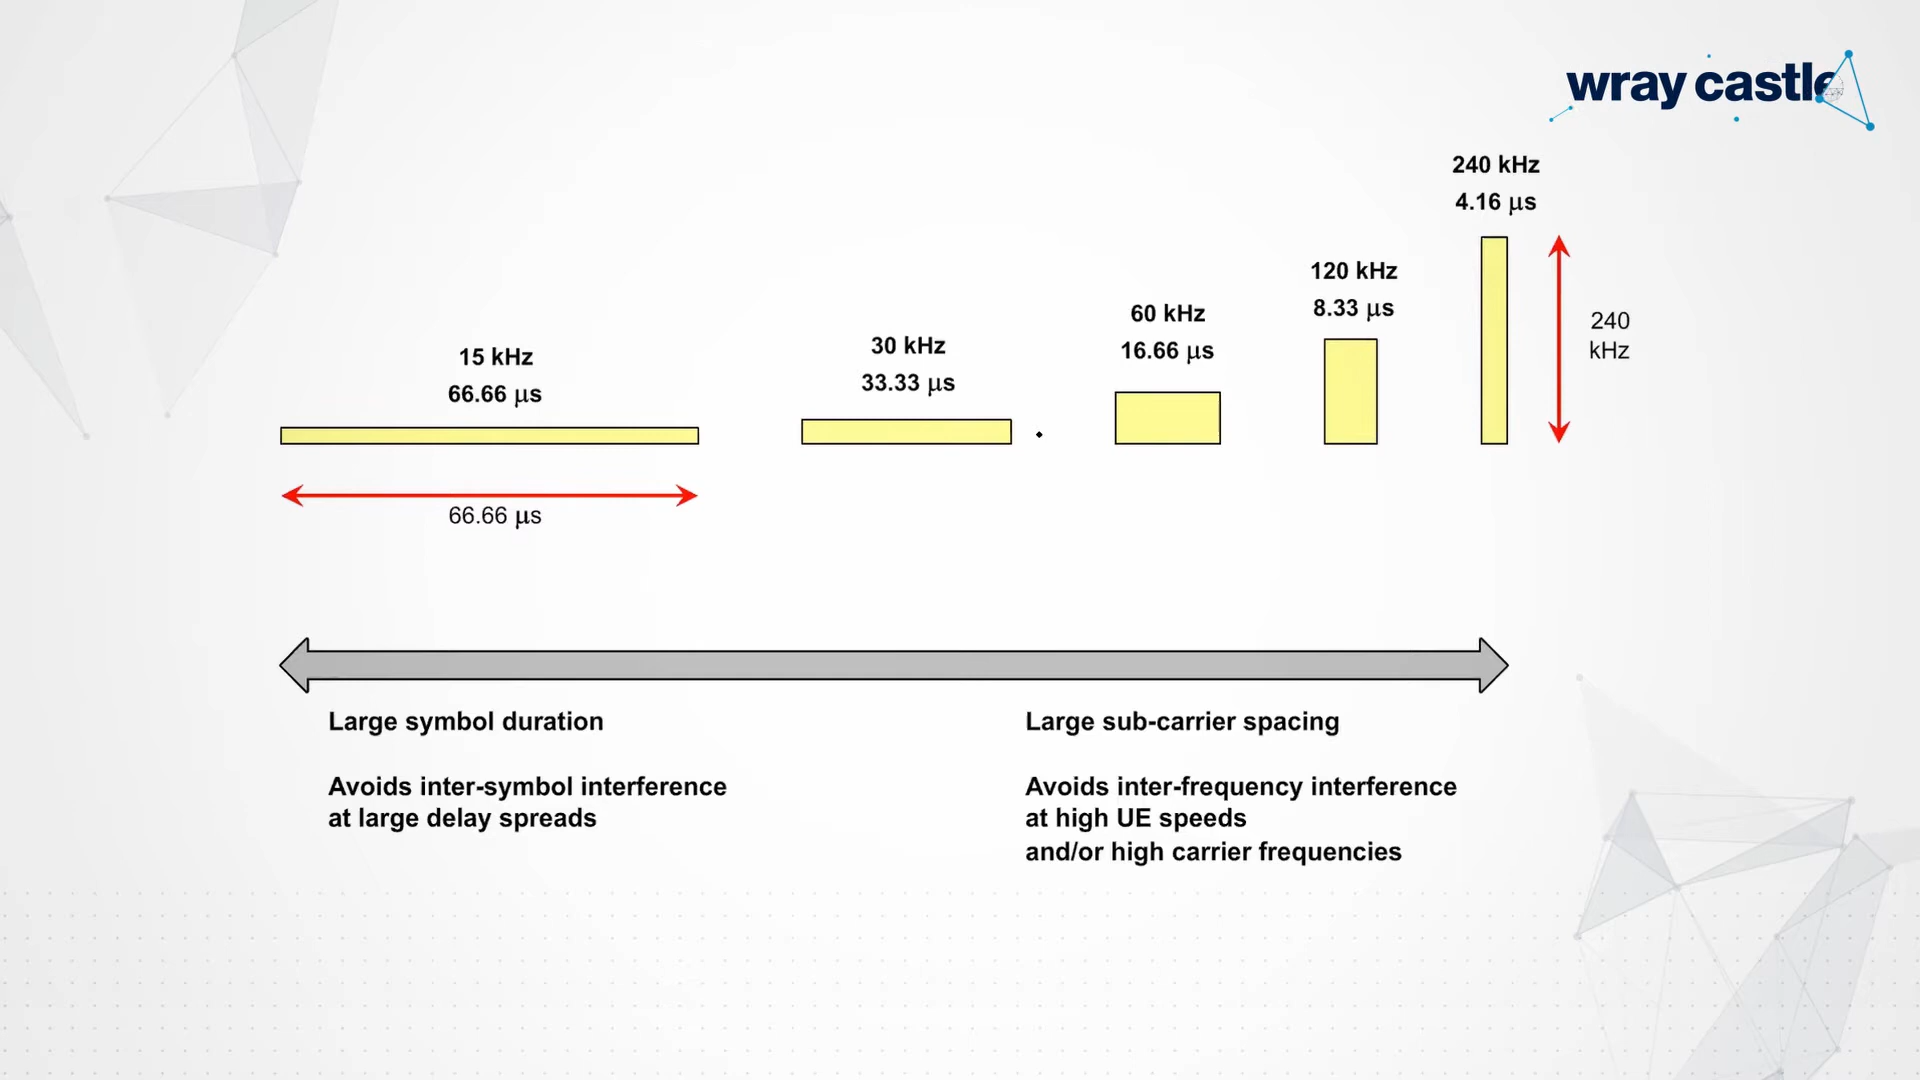 wray castle
240 kHz
4.16 μs
120 kHz
8.33 μs
240
kHz
60 kHz
16.66 μs
30 kHz
33.33 μs
15 kHz
66.66 μs
66.66 μs
Large symbol duration
Avoids inter-symbol interference
at large delay spreads
Large sub-carrier spacing
Avoids inter-frequency interference
at high UE speeds
and/or high carrier frequencies